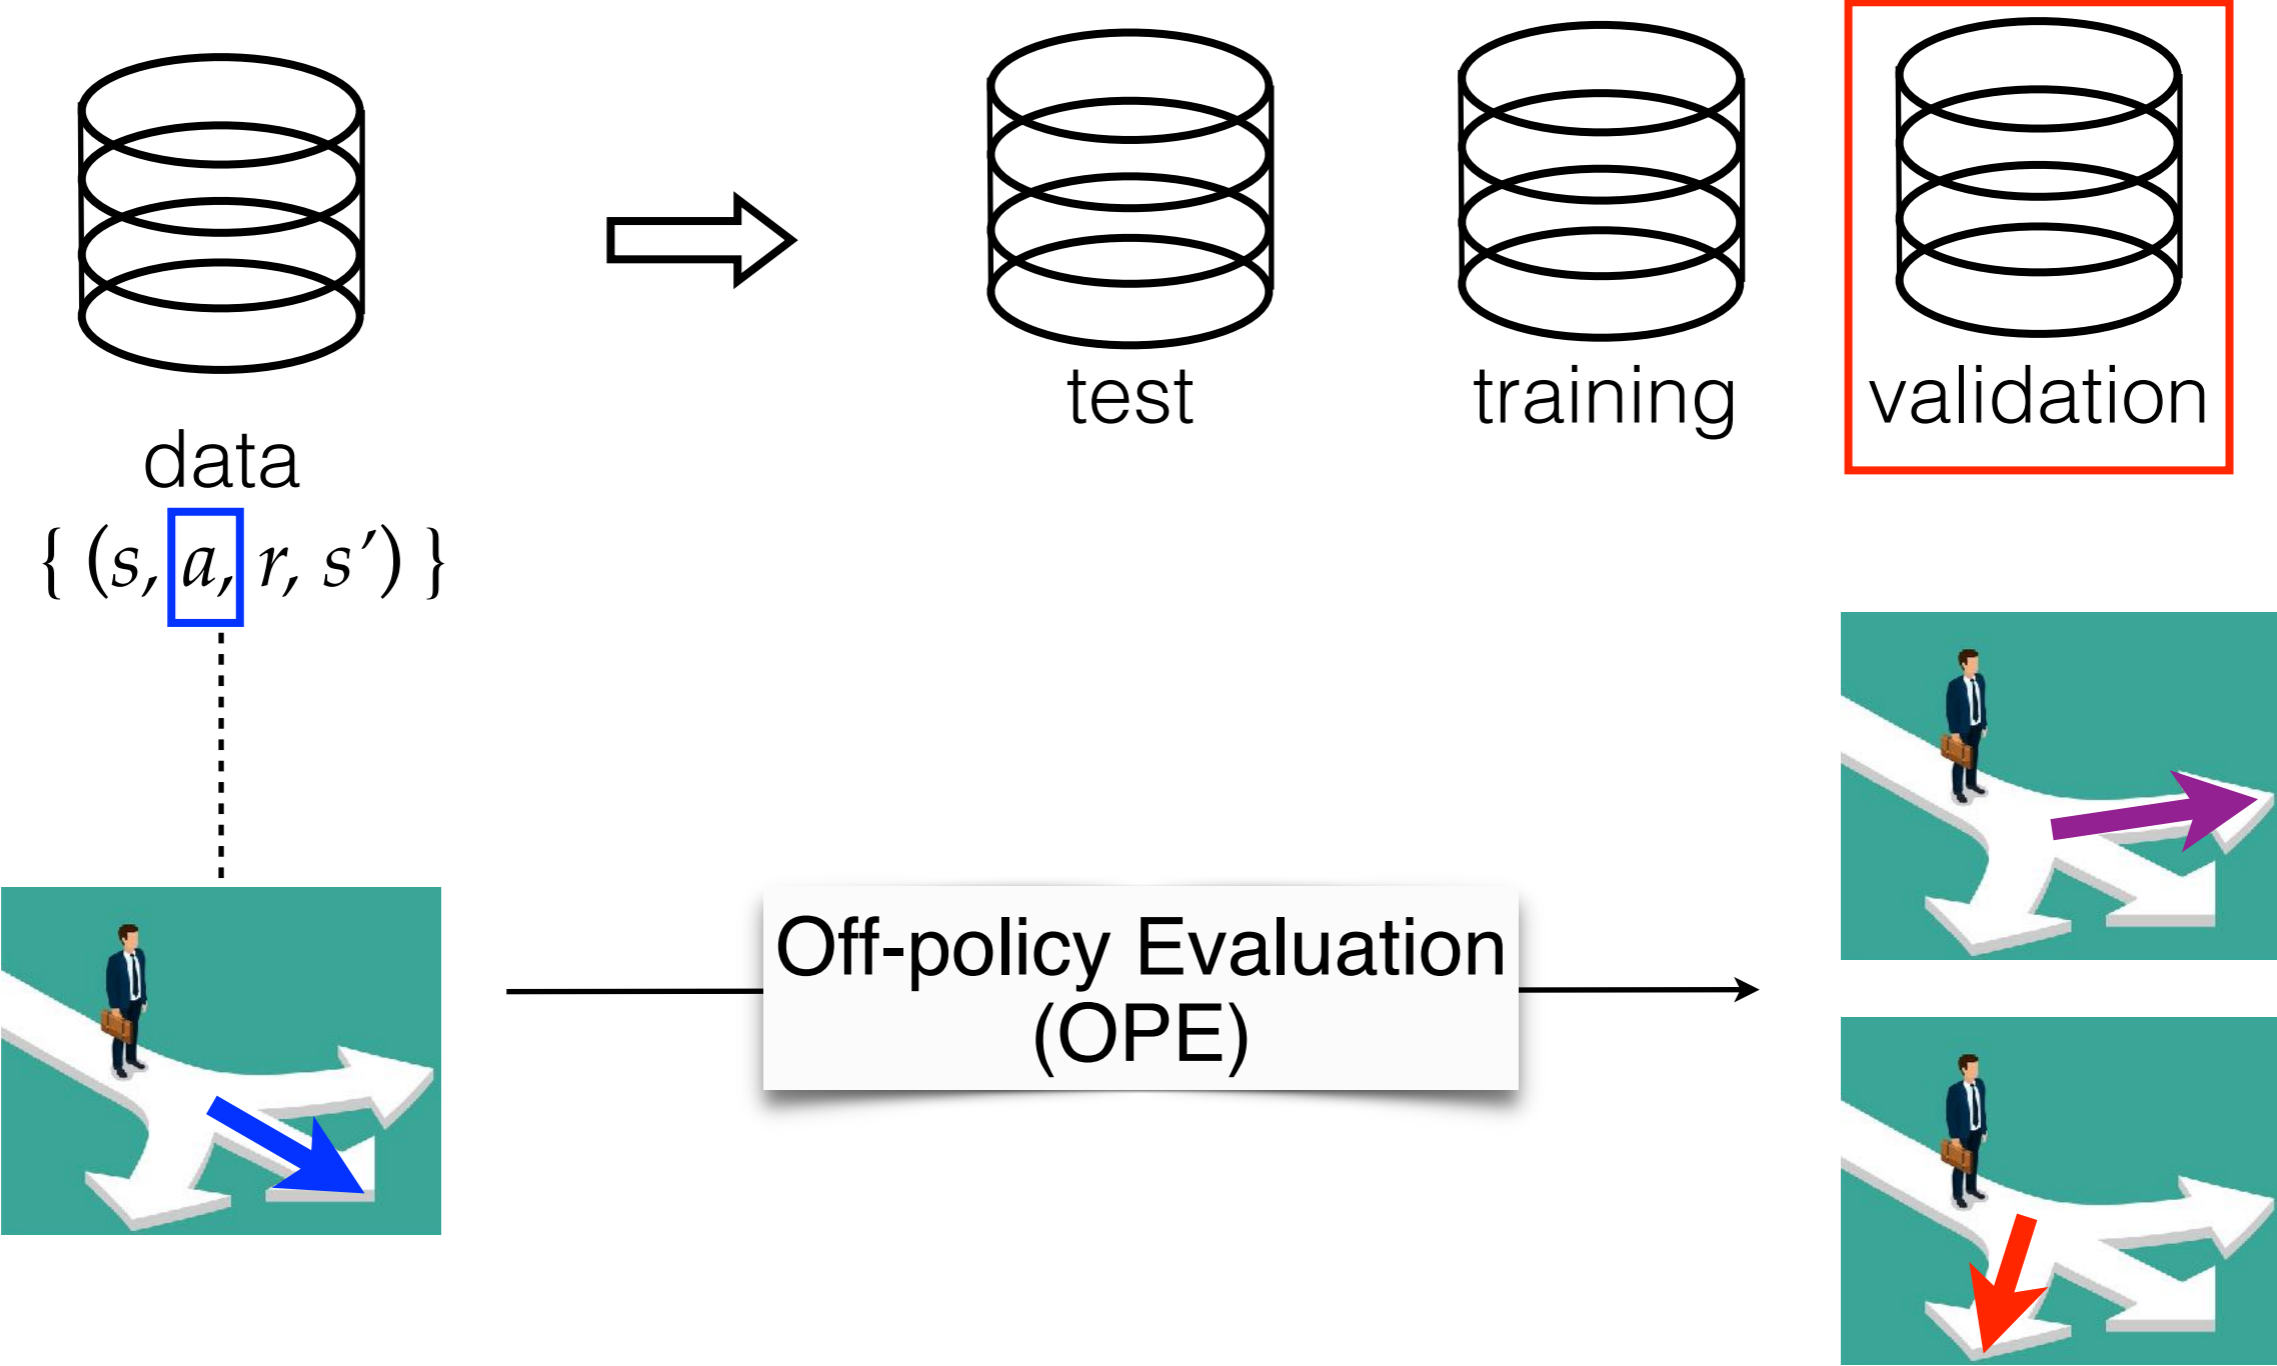 test
training
validation
data
{ (s, a, r, s′) }
Off-policy Evaluation
(OPE)